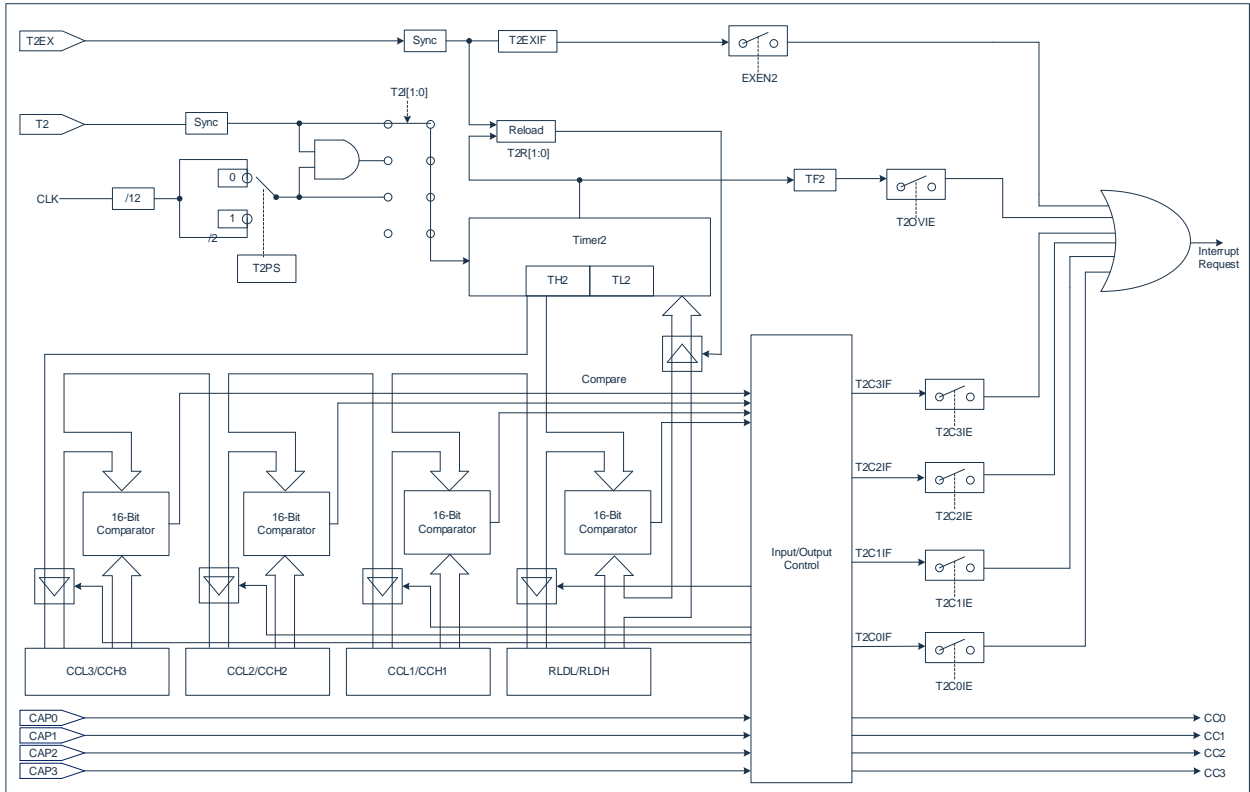 T2EX
Sync
T2EXIF
EXEN2
T2I[1:0]
T2
Sync
Reload
T2R[1:0]
CLK
/12
0
1
/2
T2PS
TF2
T2OVIE
Timer2
TH2
TL2
Interrupt
Request
Compare
T2C3IF
T2C3IE
T2C2IF
T2C2IE
T2C1IF
T2C1IE
T2C0IF
T2C0IE
16-Bit
Comparator
16-Bit
Comparator
16-Bit
Comparator
16-Bit
Comparator
Input/Output
Control
CCL3/CCH3
CCL2/CCH2
CCL1/CCH1
RLDL/RLDH
CAP0
CAP1
CAP2
CAP3
CC0
CC1
CC2
CC3